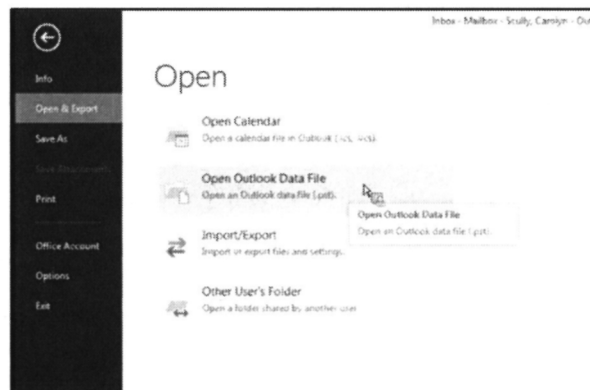 Inbox - Mailbox - Scully, Carolyn - Ou
Info
Open & Export
Save As
Save Attachments
Print
Office Account
Options
Exit
Open
Open Calendar
Open a calendar file in Outlook (.ics, .vcs).
Open Outlook Data File
Open an Outlook data file (.pst).
Open Outlook Data File
Open an Outlook data file (.pst).
Import/Export
Import or export files and settings.
Other User's Folder
Open a folder shared by another user